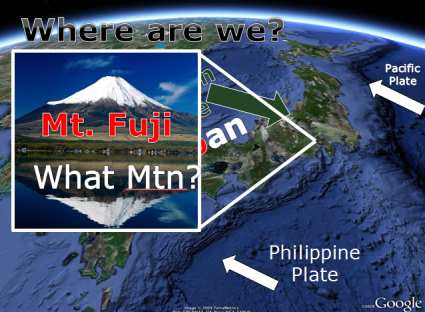 Where are we?
Pacific
Plate
Mt. Fuji
What Mtn?
Philippine
Plate
Google